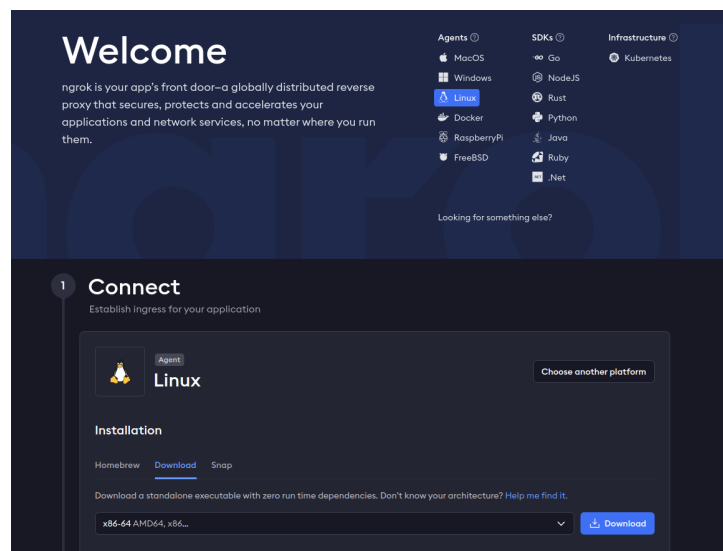 Welcome
ngrok is your app's front door—a globally distributed reverse
proxy that secures, protects and accelerates your
applications and network services, no matter where you run
them.
Agents
MacOS
Windows
Linux
Docker
RaspberryPi
FreeBSD
SDKs
Go
NodeJS
Rust
Python
Java
Ruby
.Net
Infrastructure
Kubernetes
Looking for something else?
1
Connect
Establish ingress for your application
Agent
Linux
Choose another platform
Installation
Homebrew Download Snap
Download a standalone executable with zero run time dependencies. Don't know your architecture? Help me find it.
x86-64 AMD64, x86...
Download